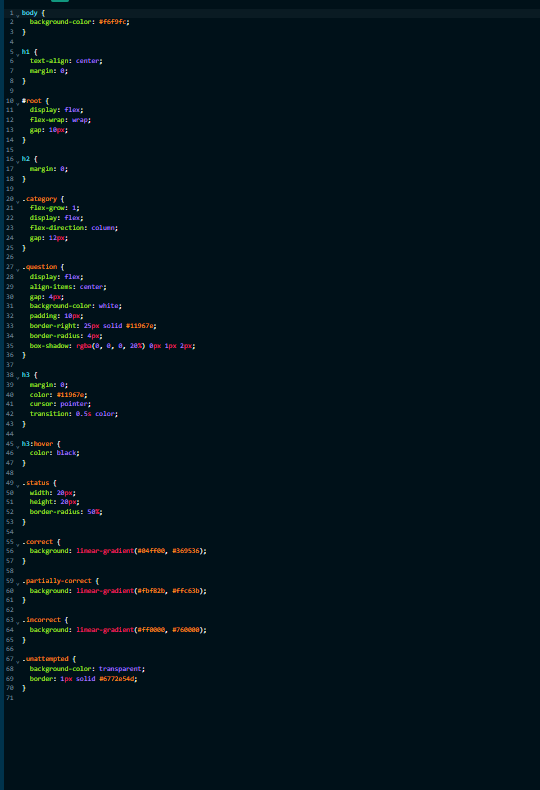 1 body {
2 background-color: #f6f9fc;
3 }
4
5 h1 {
6 text-align: center;
7 margin: 0;
8 }
9
10 #root {
11 display: flex;
12 flex-wrap: wrap;
13 gap: 10px;
14 }
15
16 h2 {
17 margin: 0;
18 }
19
20 .category {
21 flex-grow: 1;
22 display: flex;
23 flex-direction: column;
24 gap: 12px;
25 }
26
27 .question {
28 display: flex;
29 align-items: center;
30 gap: 4px;
31 background-color: white;
32 padding: 10px;
33 border-right: 25px solid #11967e;
34 border-radius: 4px;
35 box-shadow: rgba(0, 0, 0, 20%) 0px 1px 2px;
36 }
37
38 h3 {
39 margin: 0;
40 color: #11967e;
41 cursor: pointer;
42 transition: 0.5s color;
43 }
44
45 h3:hover {
46 color: black;
47 }
48
49 .status {
50 width: 20px;
51 height: 20px;
52 border-radius: 50%;
53 }
54
55 .correct {
56 background: linear-gradient(#04ff00, #369536);
57 }
58
59 .partially-correct {
60 background: linear-gradient(#fbf82b, #ffc63b);
61 }
62
63 .incorrect {
64 background: linear-gradient(#ff0000, #760000);
65 }
66
67 .unattempted {
68 background-color: transparent;
69 border: 1px solid #6772e54d;
70 }
71